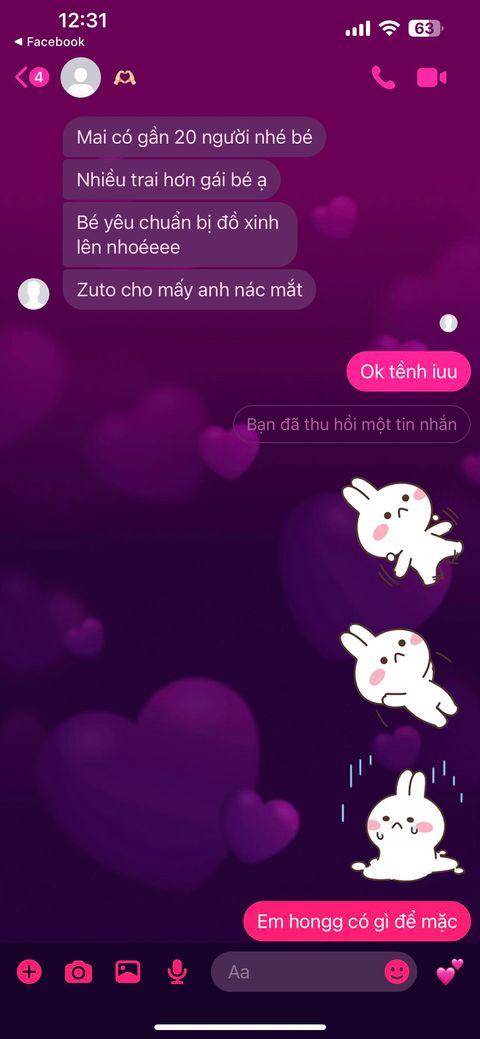 12:31
63
◀ Facebook
4
Mai có gần 20 người nhé bé
Nhiều trai hơn gái bé ạ
Bé yêu chuẩn bị đồ xinh
lên nhoéeee
Zuto cho mấy anh nác mắt
Ok tềnh iuu
Bạn đã thu hồi một tin nhắn
Em hongg có gì để mặc
Aa